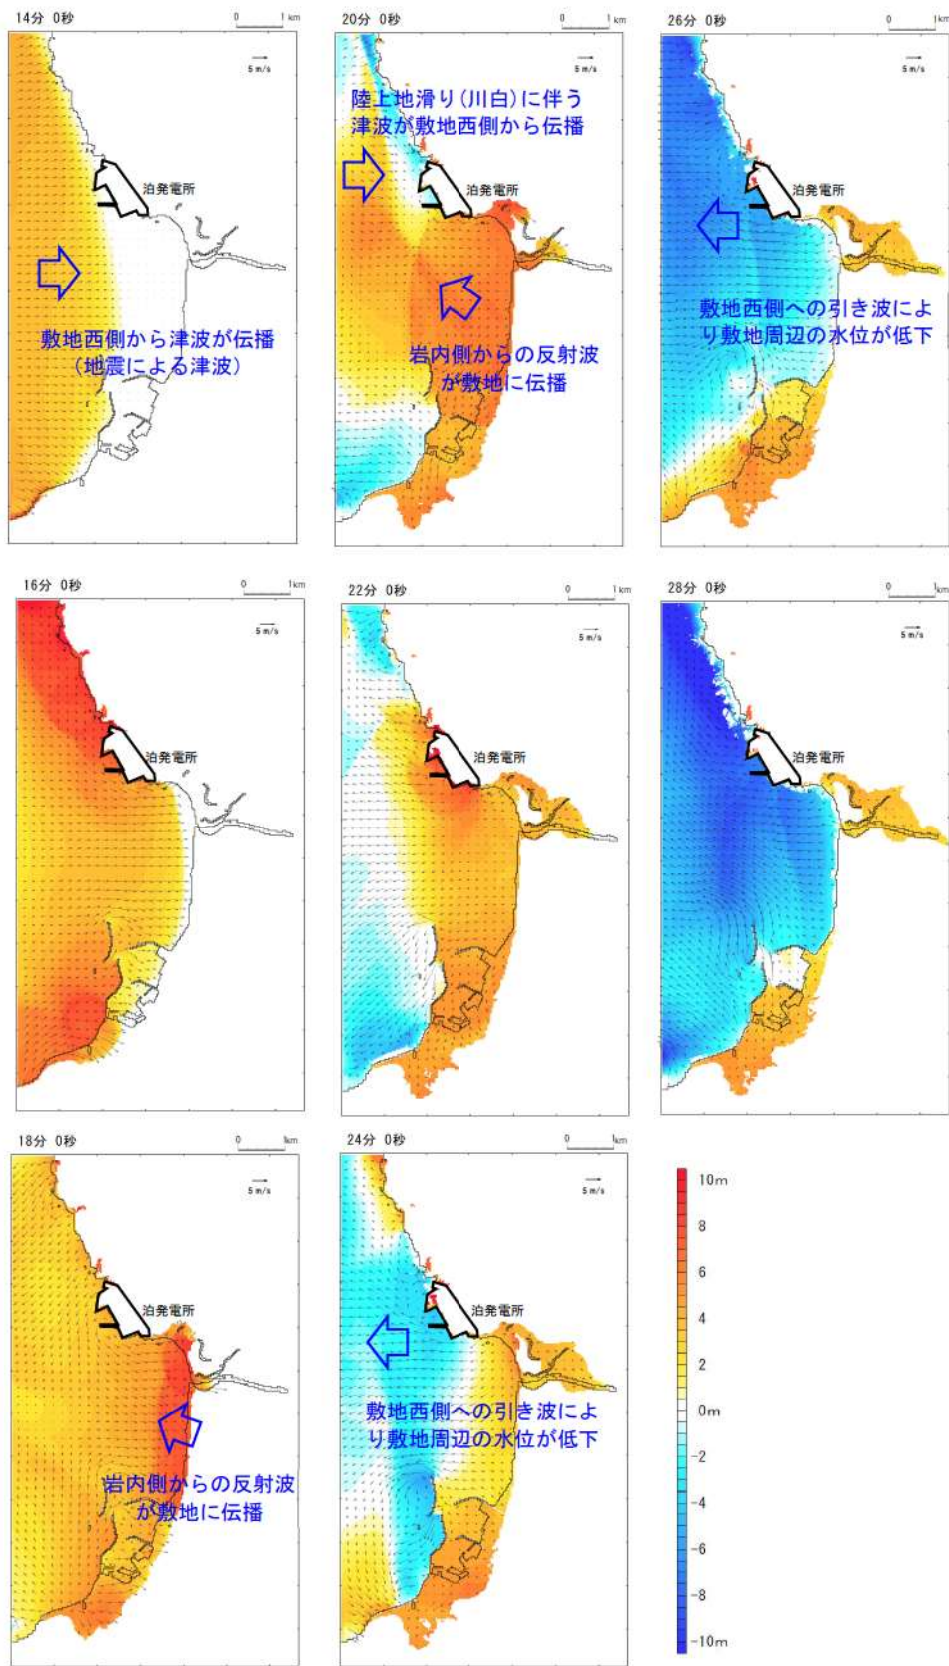 14分 0秒
0 1km
5 m/s
泊発電所
敷地西側から津波が伝播
（地震による津波）
16分 0秒
0 1km
5 m/s
泊発電所
18分 0秒
0 1km
5 m/s
泊発電所
岩内側からの反射波
が敷地に伝播
20分 0秒
0 1km
5 m/s
陸上地滑り(川白)に伴う
津波が敷地西側から伝播
泊発電所
岩内側からの反射波
が敷地に伝播
22分 0秒
0 1km
5 m/s
泊発電所
24分 0秒
0 1km
5 m/s
泊発電所
敷地西側への引き波によ
り敷地周辺の水位が低下
26分 0秒
0 1km
5 m/s
泊発電所
敷地西側への引き波によ
り敷地周辺の水位が低下
28分 0秒
0 1km
5 m/s
泊発電所
10m
8
6
4
2
0m
-2
-4
-6
-8
-10m